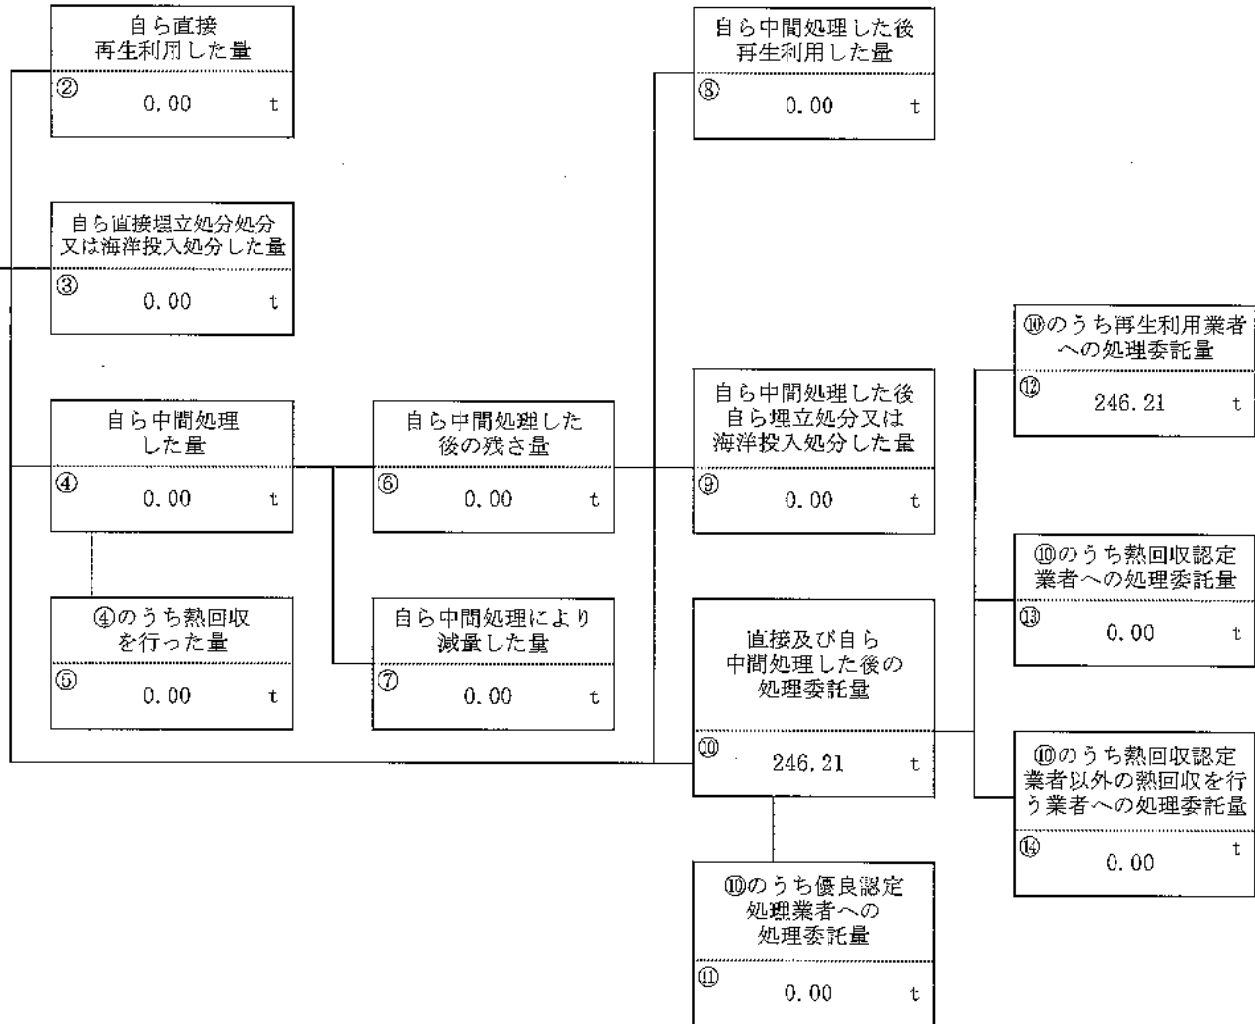 自ら直接
再生利用した量
② 0.00 t
自ら直接埋立処分処分
又は海洋投入処分した量
③ 0.00 t
自ら中間処理
した量
④ 0.00 t
④のうち熱回収
を行った量
⑤ 0.00 t
自ら中間処理した
後の残さ量
⑥ 0.00 t
自ら中間処理により
減量した量
⑦ 0.00 t
自ら中間処理した後
再生利用した量
⑧ 0.00 t
自ら中間処理した後
自ら埋立処分又は
海洋投入処分した量
⑨ 0.00 t
直接及び自ら
中間処理した後の
処理委託量
⑩ 246.21 t
⑩のうち優良認定
処理業者への
処理委託量
⑪ 0.00 t
⑩のうち再生利用業者
への処理委託量
⑫ 246.21 t
⑩のうち熱回収認定
業者への処理委託量
⑬ 0.00 t
⑩のうち熱回収認定
業者以外の熱回収を行
う業者への処理委託量
⑭ 0.00 t